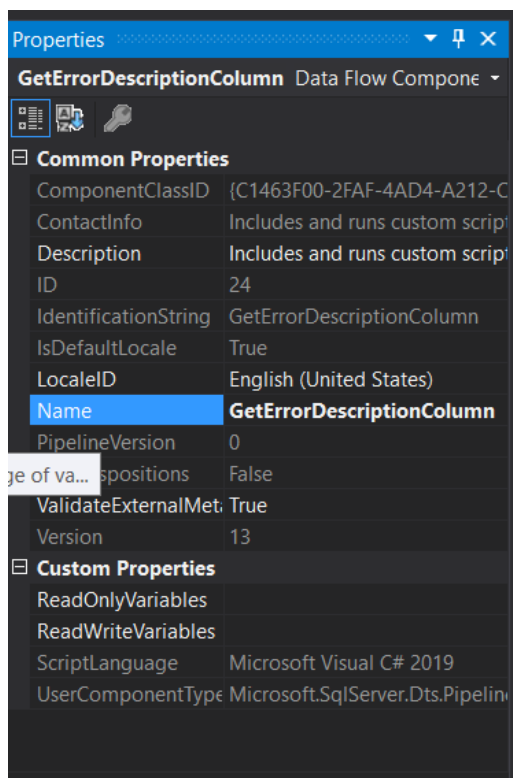 Properties
GetErrorDescriptionColumn Data Flow Compone
Common Properties
ComponentClassID {C1463F00-2FAF-4AD4-A212-C
ContactInfo Includes and runs custom script
Description Includes and runs custom script
ID 24
IdentificationString GetErrorDescriptionColumn
IsDefaultLocale True
LocaleID English (United States)
Name GetErrorDescriptionColumn
PipelineVersion 0
ge of va... spositions False
ValidateExternalMeta True
Version 13
Custom Properties
ReadOnlyVariables
ReadWriteVariables
ScriptLanguage Microsoft Visual C# 2019
UserComponentType Microsoft.SqlServer.Dts.Pipelin